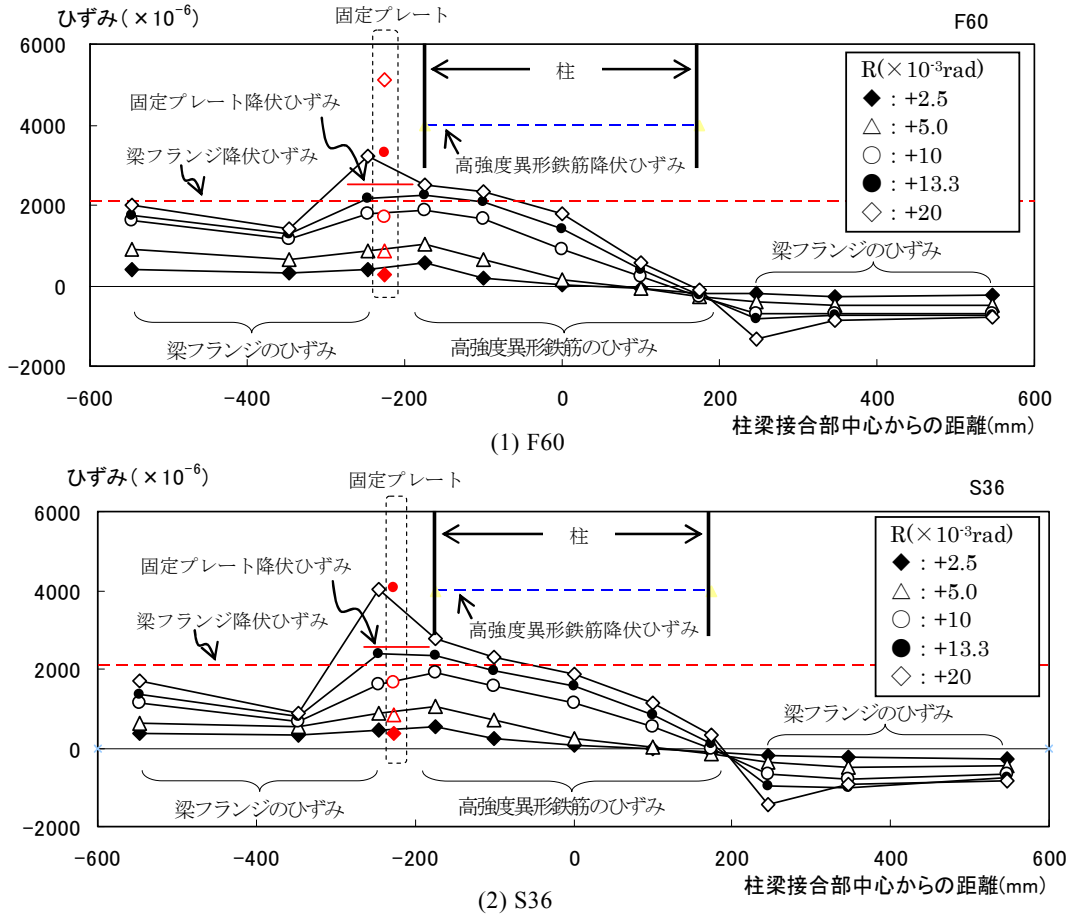 ひずみ(×10⁻⁶)
固定プレート
F60
6000
柱
R(×10⁻³rad)
◆:+2.5
固定プレート降伏ひずみ
△:+5.0
4000
○:+10
梁フランジ降伏ひずみ
高強度異形鉄筋降伏ひずみ
●:+13.3
◇:+20
2000
梁フランジのひずみ
0
梁フランジのひずみ
高強度異形鉄筋のひずみ
-2000
-600 -400 -200 0 200 400 600
柱梁接合部中心からの距離(mm)
(1) F60
ひずみ(×10⁻⁶)
固定プレート
S36
6000
柱
R(×10⁻³rad)
◆:+2.5
固定プレート降伏ひずみ
△:+5.0
4000
○:+10
梁フランジ降伏ひずみ
高強度異形鉄筋降伏ひずみ
●:+13.3
◇:+20
2000
梁フランジのひずみ
0
梁フランジのひずみ
高強度異形鉄筋のひずみ
-2000
-600 -400 -200 0 200 400 600
柱梁接合部中心からの距離(mm)
(2) S36